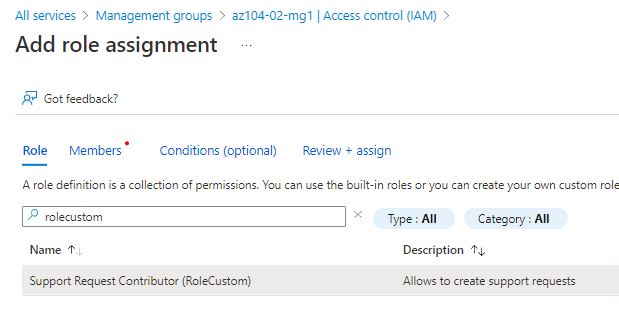 All services > Management groups > az104-02-mg1 | Access control (IAM) >
Add role assignment ...
Got feedback?
Role Members Conditions (optional) Review + assign
A role definition is a collection of permissions. You can use the built-in roles or you can create your own custom role
rolecustom × Type : All Category : All
Name ↑↓ Description ↑↓
Support Request Contributor (RoleCustom) Allows to create support requests